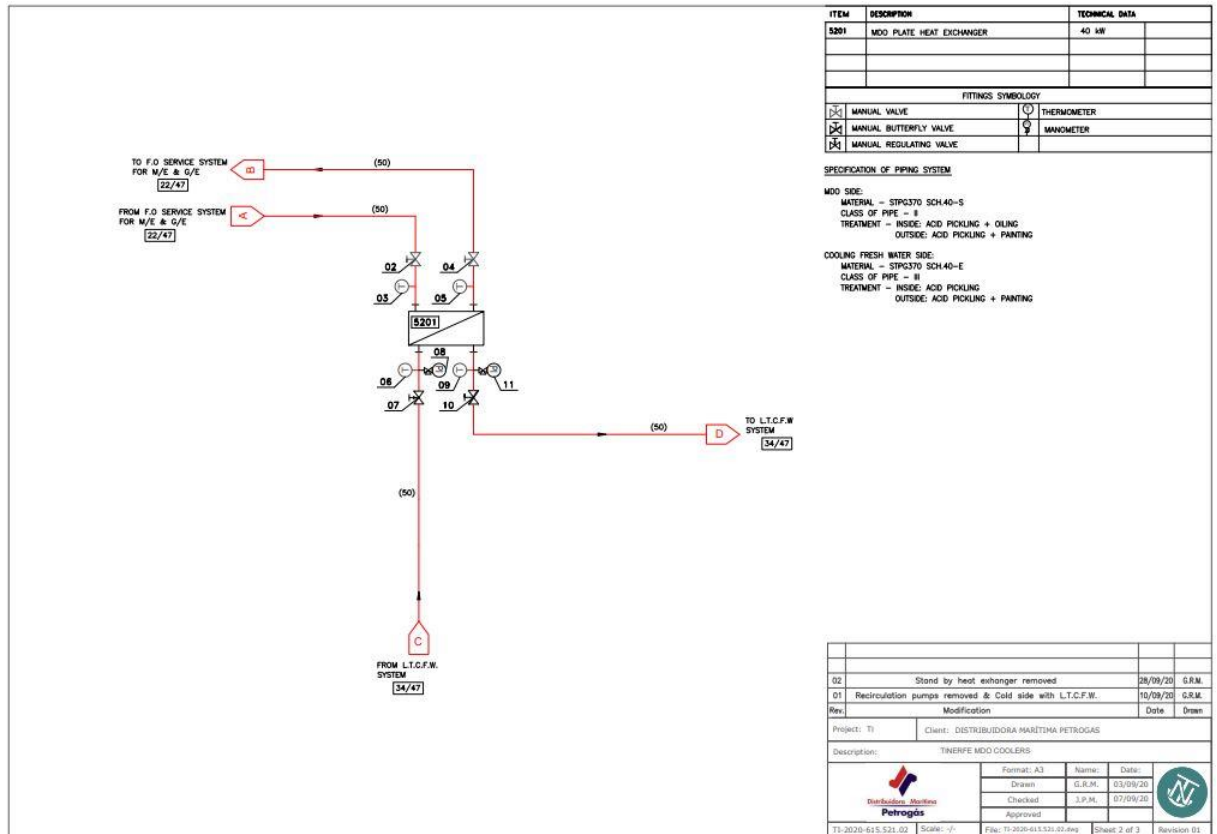 ITEM DESCRIPTION TECHNICAL DATA
5201 MDO PLATE HEAT EXCHANGER 40 kW
FITTINGS SYMBOLOGY
MANUAL VALVE T THERMOMETER
MANUAL BUTTERFLY VALVE MANOMETER
MANUAL REGULATING VALVE
SPECIFICATION OF PIPING SYSTEM
MDO SIDE:
MATERIAL - STPG370 SCH.40-S
CLASS OF PIPE - II
TREATMENT - INSIDE: ACID PICKLING + OILING
OUTSIDE: ACID PICKLING + PAINTING
COOLING FRESH WATER SIDE:
MATERIAL - STPG370 SCH.40-E
CLASS OF PIPE - III
TREATMENT - INSIDE: ACID PICKLING
OUTSIDE: ACID PICKLING + PAINTING
TO F.O SERVICE SYSTEM
FOR M/E & G/E
22/47
B
(50)
FROM F.O SERVICE SYSTEM
FOR M/E & G/E
22/47
A
(50)
02 04
T T
03 05
5201
08
T T
06 09 11
07 10
(50)
D
TO L.T.C.F.W
SYSTEM
34/47
(50)
C
FROM L.T.C.F.W.
SYSTEM
34/47
02 Stand by heat exhanger removed 28/09/20 G.R.M.
01 Recirculation pumps removed & Cold side with L.T.C.F.W. 10/09/20 G.R.M.
Rev. Modification Date Drawn
Project: TI Client: DISTRIBUIDORA MARÍTIMA PETROGAS
Description: TINERFE MDO COOLERS
Format: A3 Name: Date:
Drawn G.R.M. 03/09/20
Checked J.P.M. 07/09/20
Approved
Distribuidora Marítima
Petrogás
TI-2020-615.521.02 Scale: -/- File: TI-2020-615.521.02.dwg Sheet 2 of 3 Revision 01